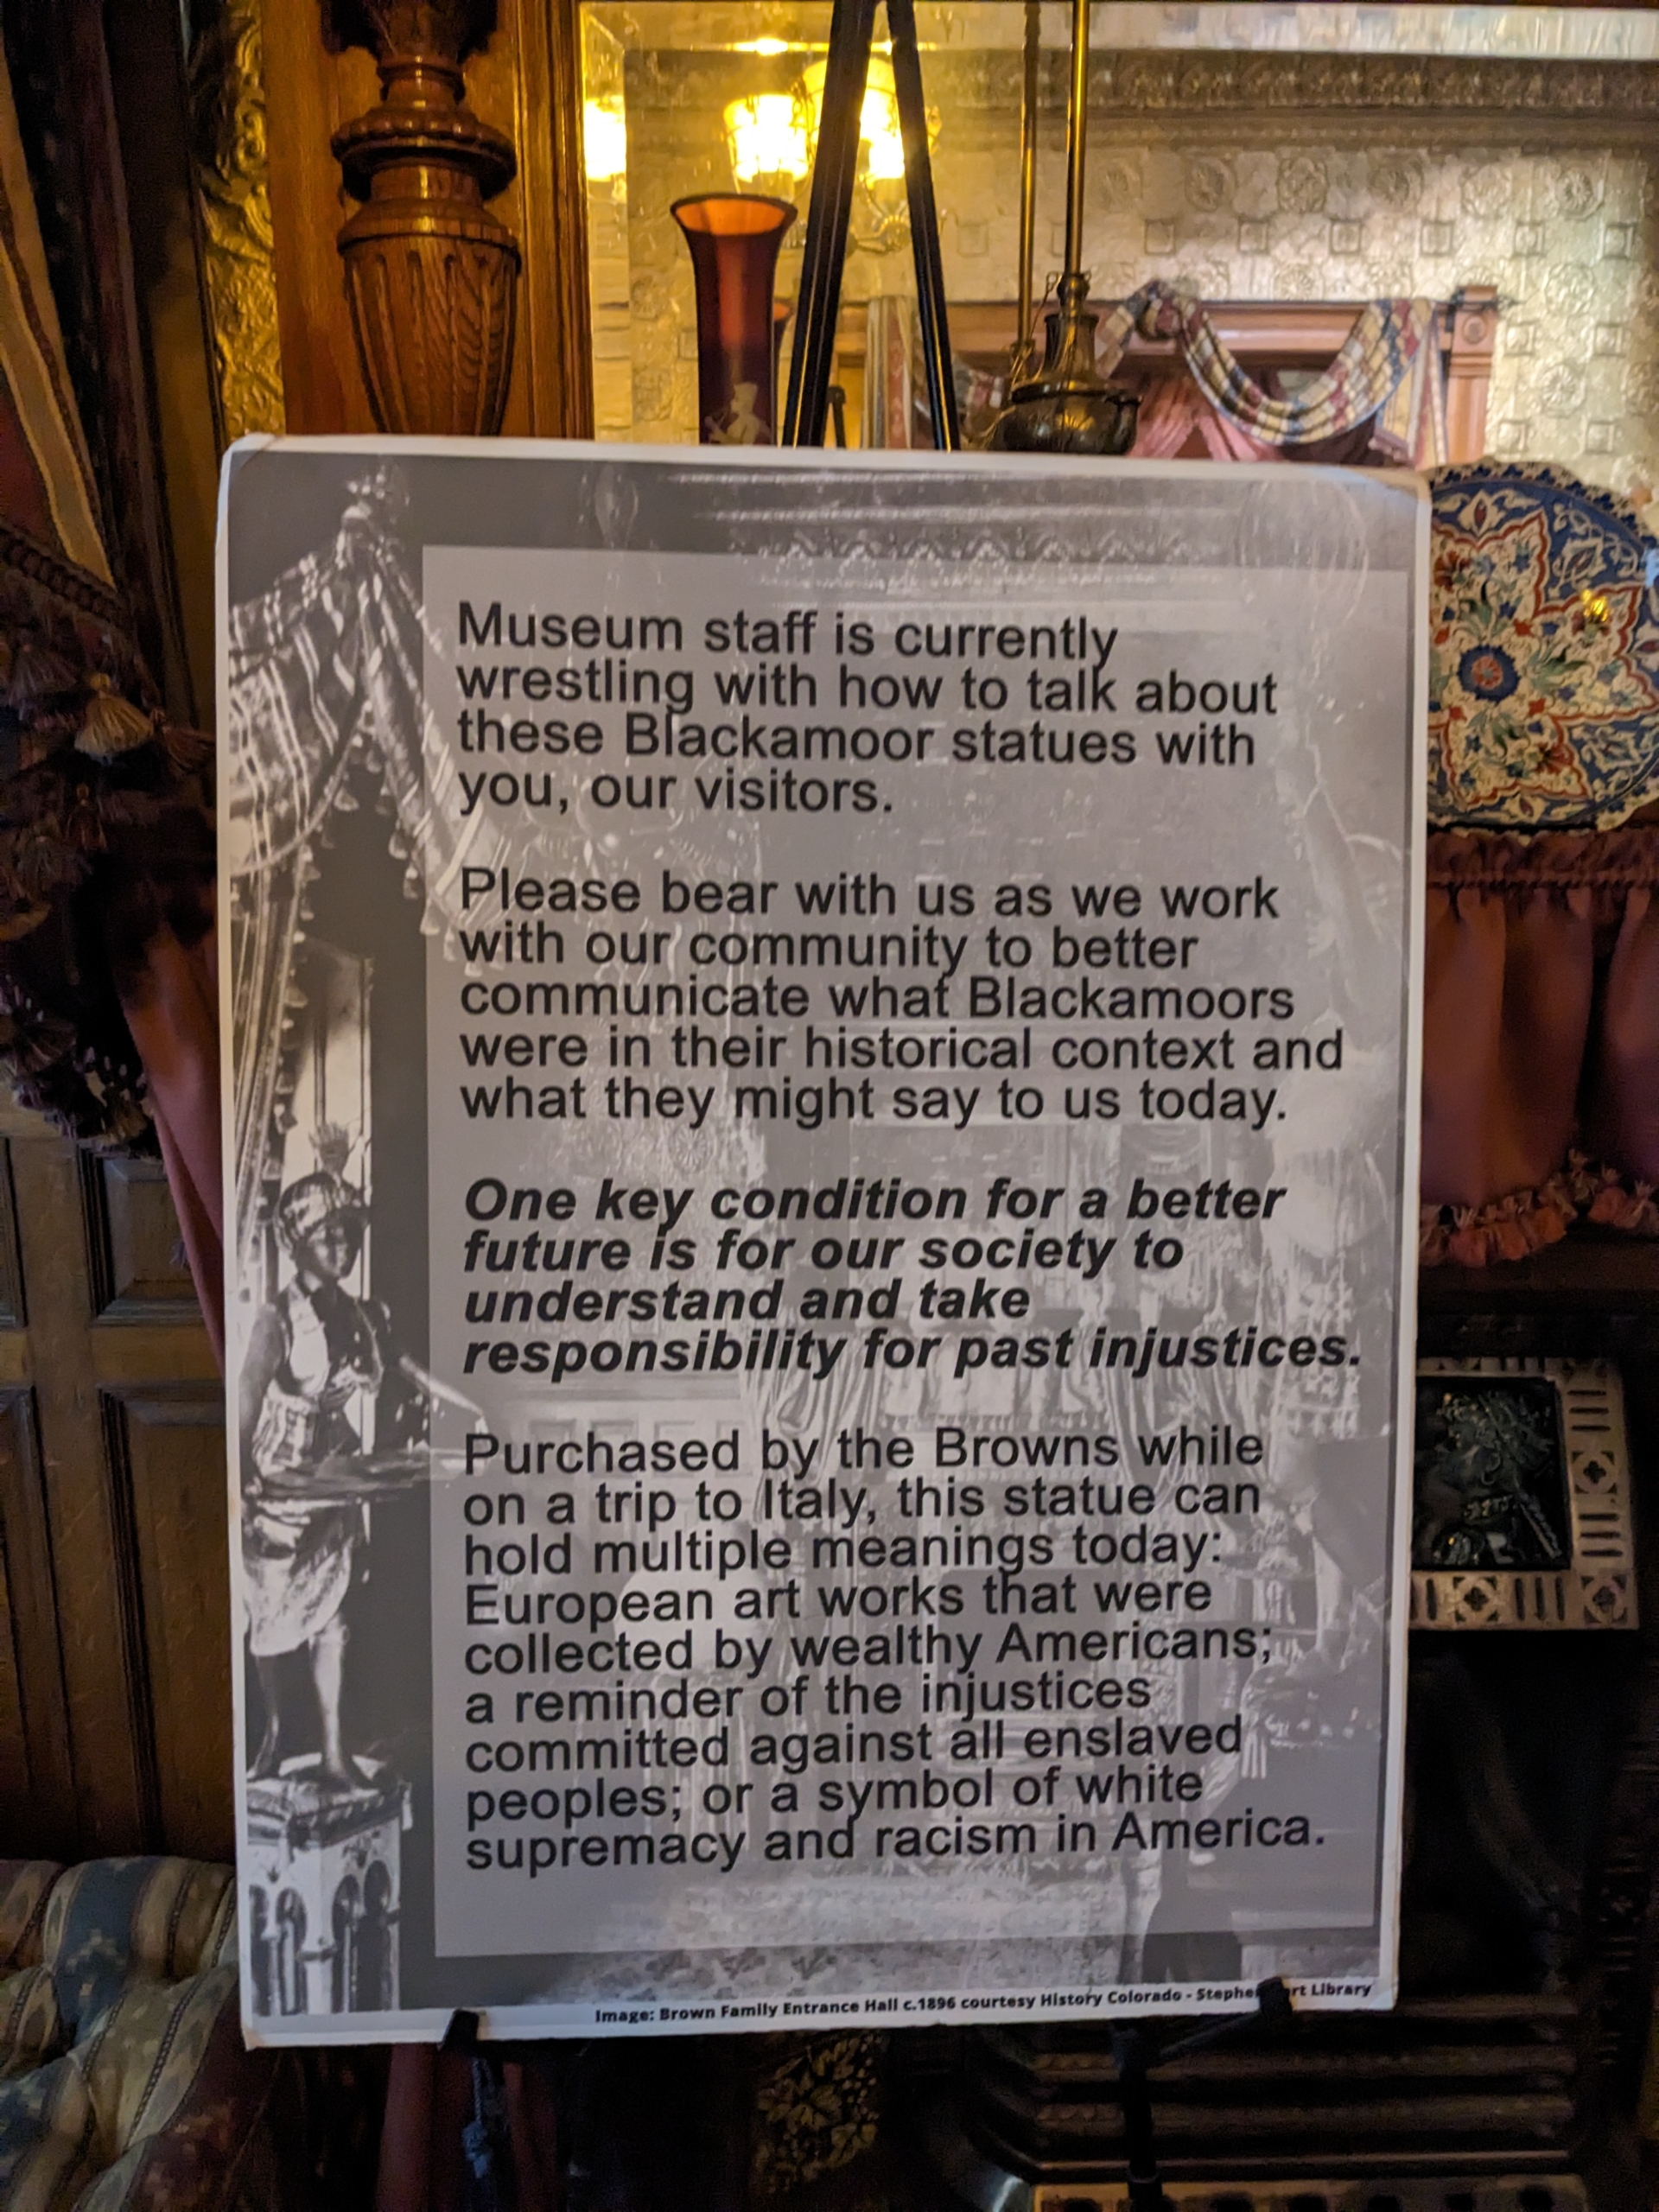 Museum staff is currently
wrestling with how to talk about
these Blackamoor statues with
you, our visitors.
Please bear with us as we work
with our community to better
communicate what Blackamoors
were in their historical context and
what they might say to us today.
One key condition for a better
future is for our society to
understand and take
responsibility for past injustices.
Purchased by the Browns while
on a trip to Italy, this statue can
hold multiple meanings today:
European art works that were
collected by wealthy Americans;
a reminder of the injustices
committed against all enslaved
peoples; or a symbol of white
supremacy and racism in America.
Image: Brown Family Entrance Hall c.1896 courtesy History Colorado - Library